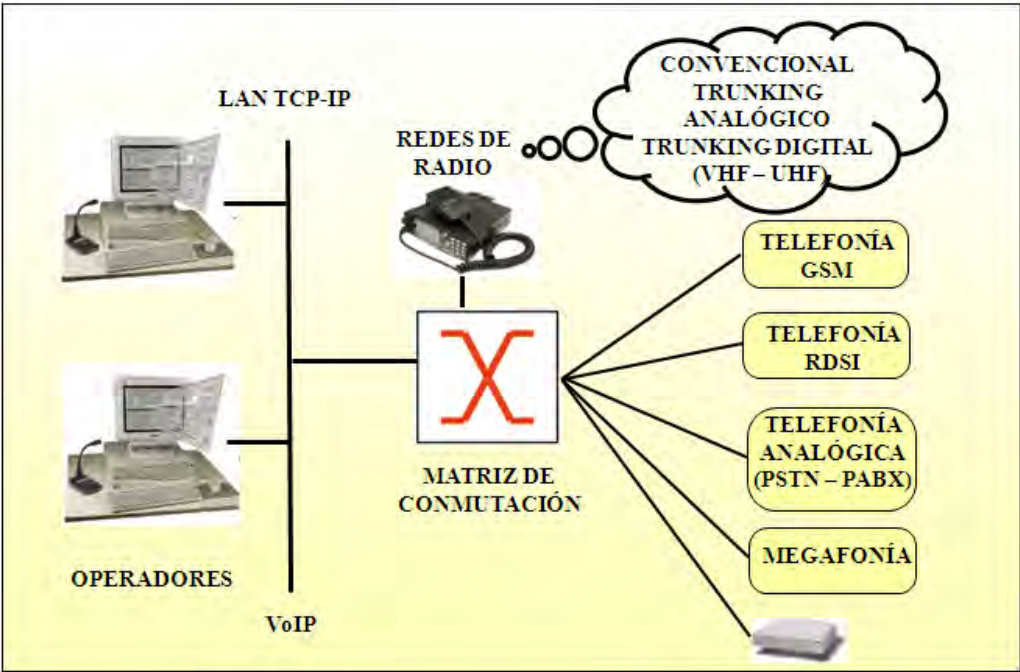 LAN TCP-IP
REDES DE
RADIO
CONVENCIONAL
TRUNKING
ANALÓGICO
TRUNKING DIGITAL
(VHF – UHF)
TELEFONÍA
GSM
TELEFONÍA
RDSI
TELEFONÍA
ANALÓGICA
(PSTN – PABX)
MEGAFONÍA
MATRIZ DE
CONMUTACIÓN
OPERADORES
VoIP